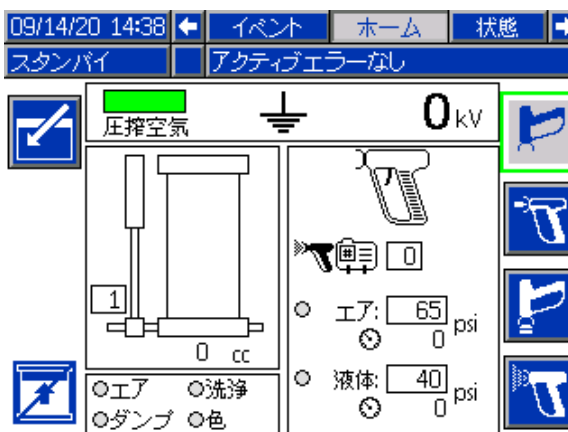 09/14/20 14:38 イベント ホーム 状態
スタンバイ アクティブエラーなし
圧搾空気 0 kV
0
1
エア: 65 psi
0
0 cc
液体: 40 psi
0
エア 洗浄
ダンプ 色